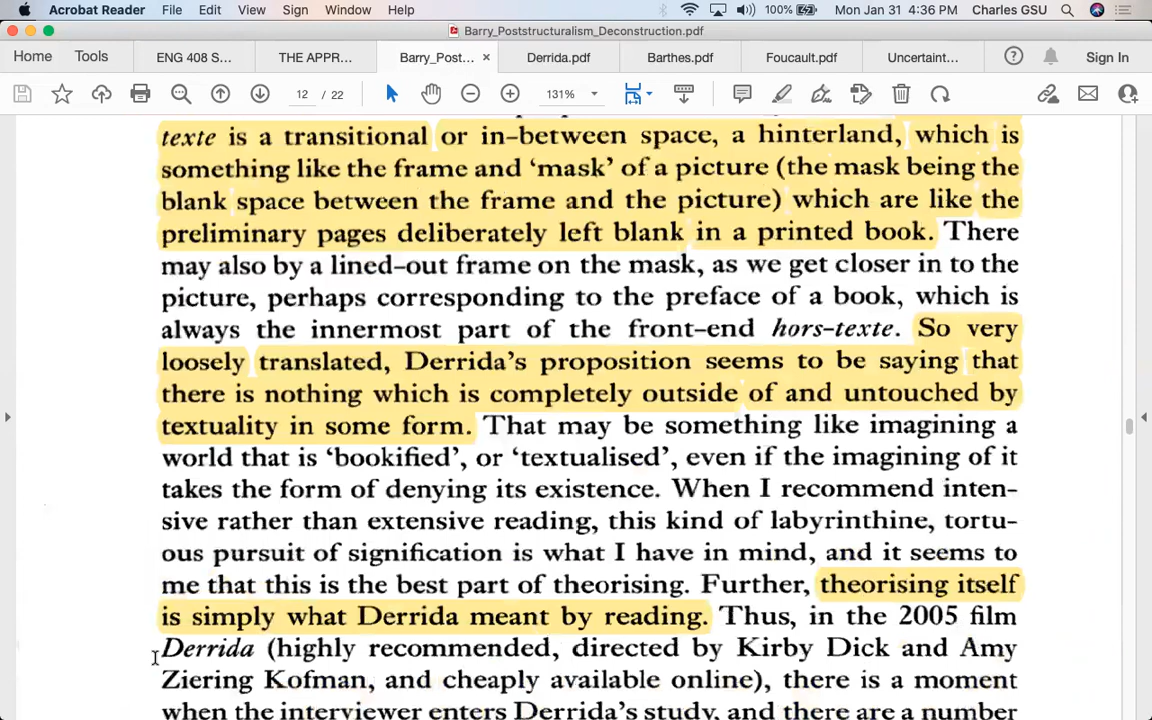 Acrobat Reader File Edit View Sign Window Help 100% Mon Jan 31 4:36 PM Charles GSU
Barry_Poststructuralism_Deconstruction.pdf
Home Tools ENG 408 S... THE APPR... Barry_Post... × Derrida.pdf Barthes.pdf Foucault.pdf Uncertaint... Sign In
12 / 22 131%
texte is a transitional or in-between space, a hinterland, which is
something like the frame and ‘mask’ of a picture (the mask being the
blank space between the frame and the picture) which are like the
preliminary pages deliberately left blank in a printed book. There
may also by a lined-out frame on the mask, as we get closer in to the
picture, perhaps corresponding to the preface of a book, which is
always the innermost part of the front-end hors-texte. So very
loosely translated, Derrida’s proposition seems to be saying that
there is nothing which is completely outside of and untouched by
textuality in some form. That may be something like imagining a
world that is ‘bookified’, or ‘textualised’, even if the imagining of it
takes the form of denying its existence. When I recommend inten-
sive rather than extensive reading, this kind of labyrinthine, tortu-
ous pursuit of signification is what I have in mind, and it seems to
me that this is the best part of theorising. Further, theorising itself
is simply what Derrida meant by reading. Thus, in the 2005 film
Derrida (highly recommended, directed by Kirby Dick and Amy
Ziering Kofman, and cheaply available online), there is a moment
when the interviewer enters Derrida’s study, and there are a number